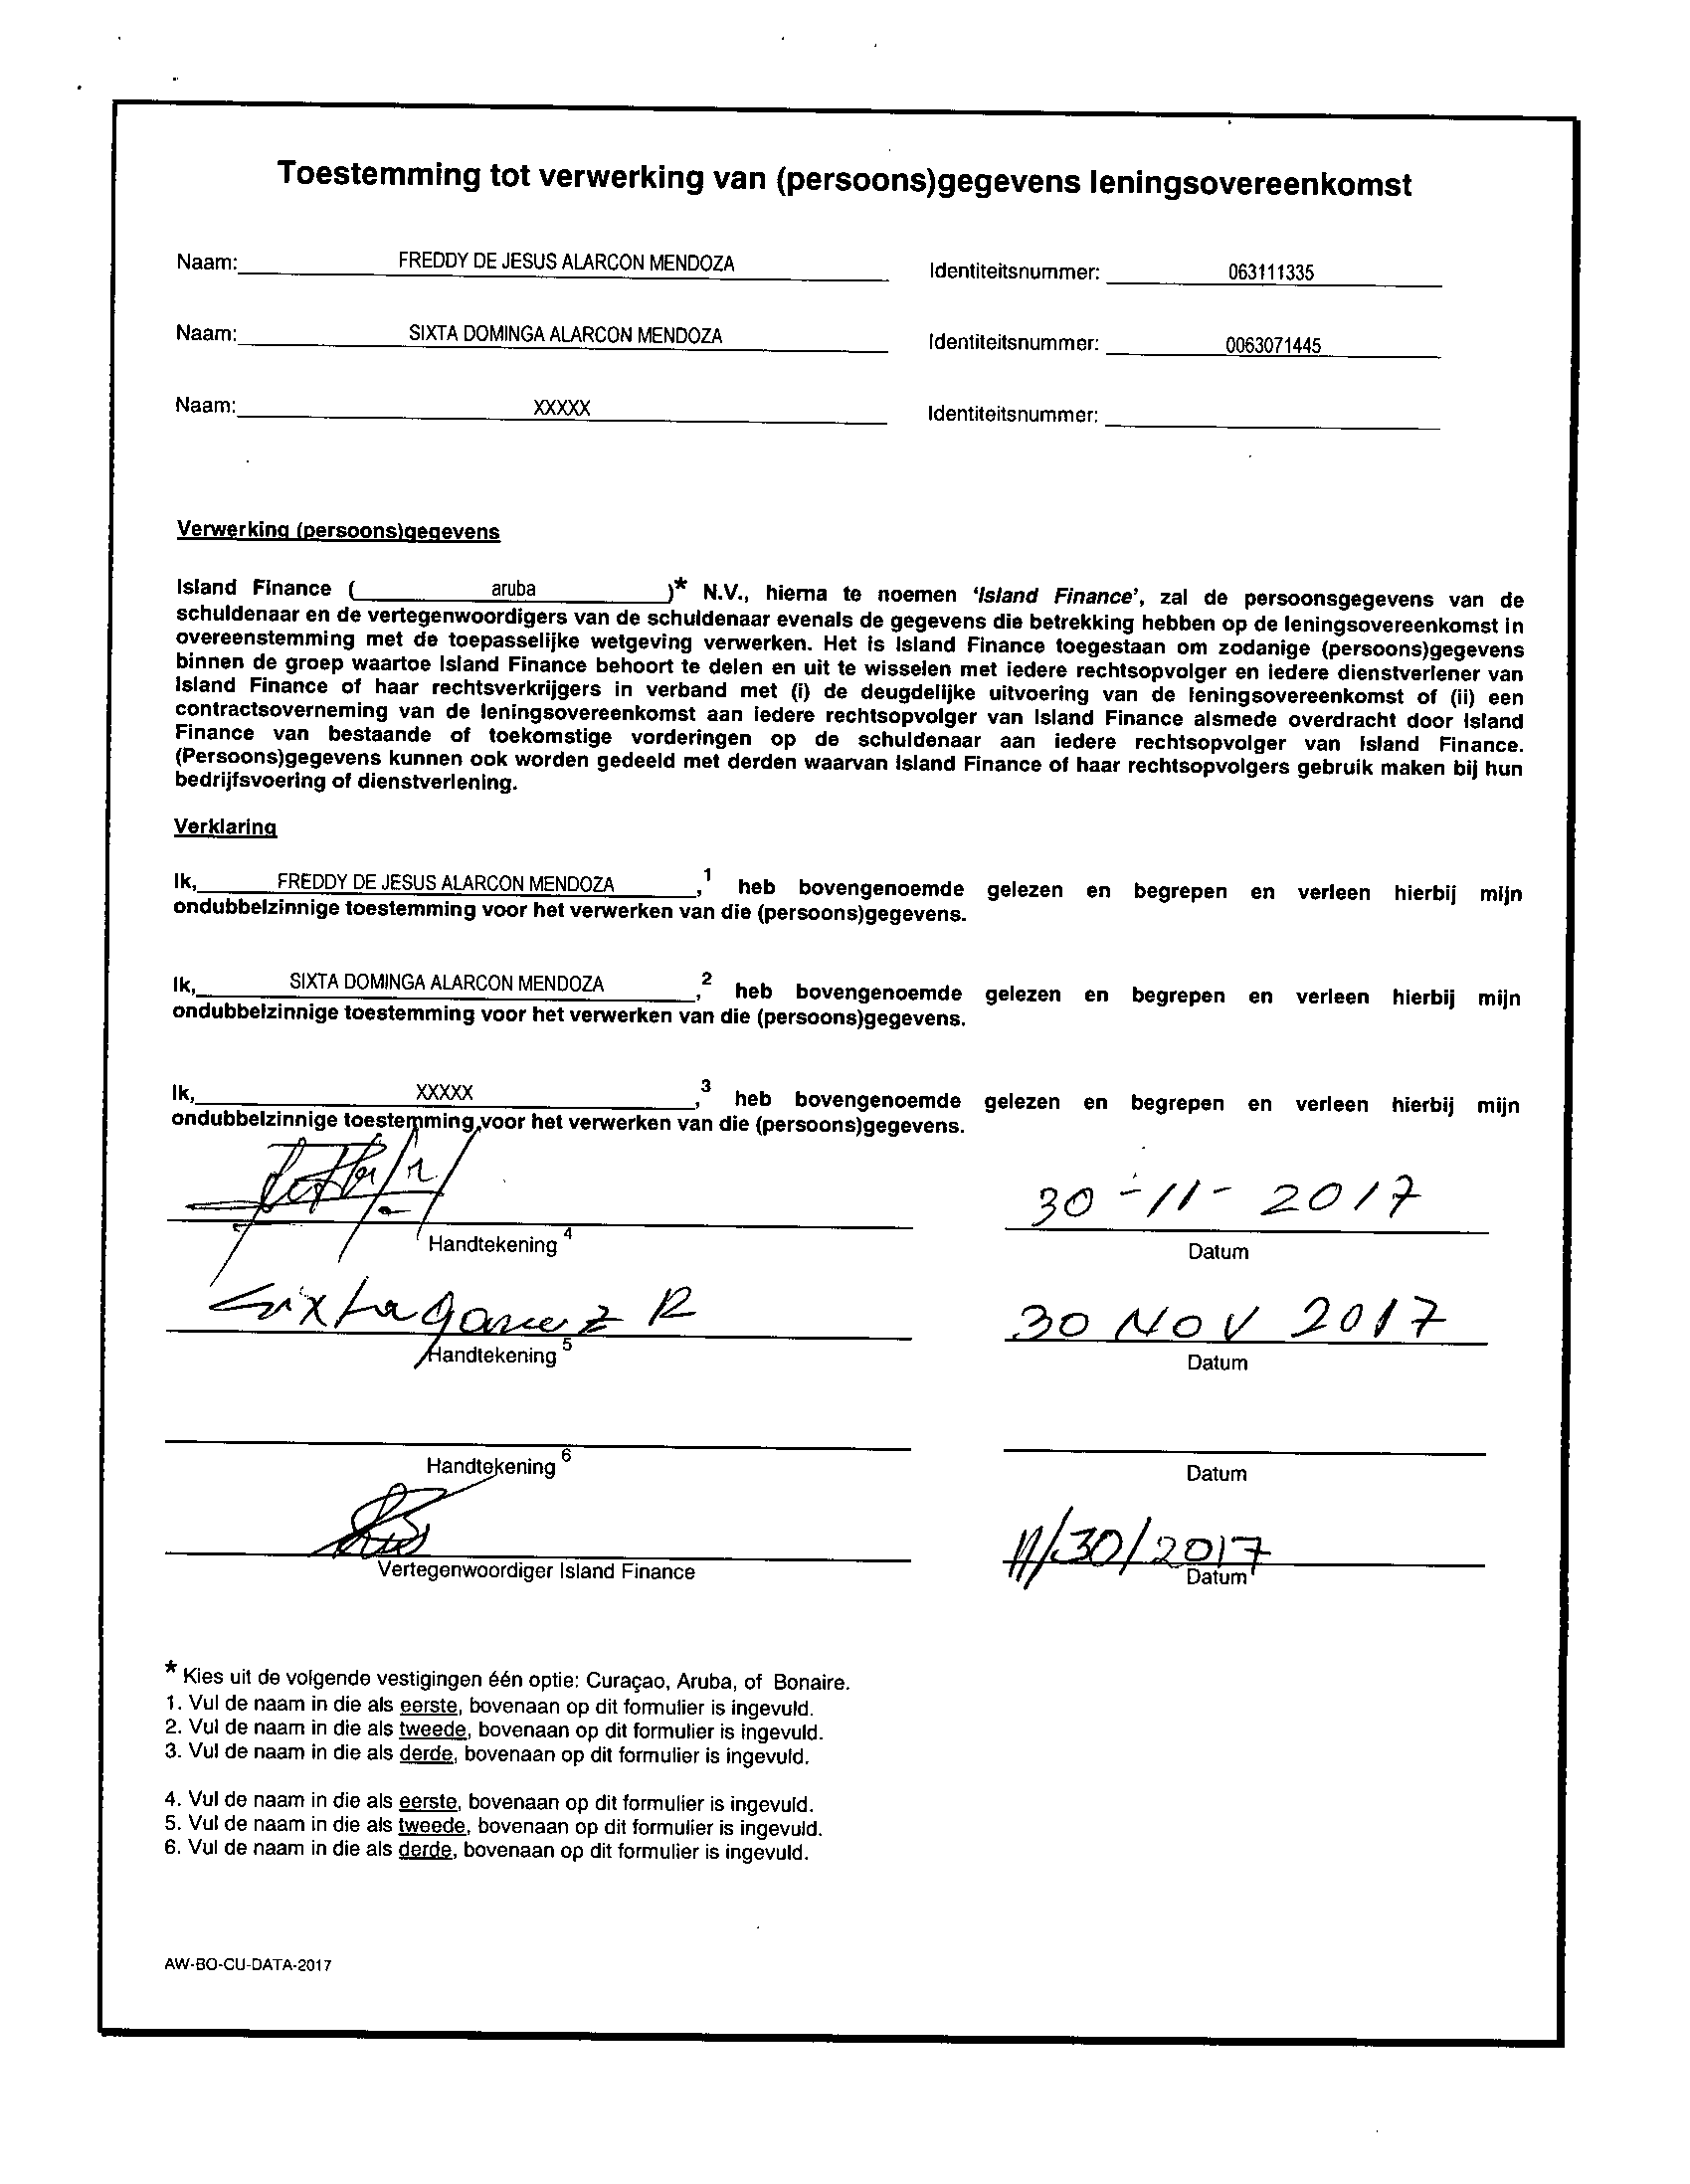 Toestemming tot verwerking van (persoons)gegevens leningsovereenkomst
Naam: FREDDY DE JESUS ALARCON MENDOZA Identiteitsnummer: 063111335
Naam: SIXTA DOMINGA ALARCON MENDOZA Identiteitsnummer: 0063071445
Naam: XXXXX Identiteitsnummer:
Verwerking (persoons)gegevens
Island Finance ( aruba )* N.V., hierna te noemen 'Island Finance', zal de persoonsgegevens van de
schuldenaar en de vertegenwoordigers van de schuldenaar evenals de gegevens die betrekking hebben op de leningsovereenkomst in
overeenstemming met de toepasselijke wetgeving verwerken. Het is Island Finance toegestaan om zodanige (persoons)gegevens
binnen de groep waartoe Island Finance behoort te delen en uit te wisselen met iedere rechtsopvolger en iedere dienstverlener van
Island Finance of haar rechtsverkrijgers in verband met (i) de deugdelijke uitvoering van de leningsovereenkomst of (ii) een
contractsoverneming van de leningsovereenkomst aan iedere rechtsopvolger van Island Finance alsmede overdracht door Island
Finance van bestaande of toekomstige vorderingen op de schuldenaar aan iedere rechtsopvolger van Island Finance.
(Persoons)gegevens kunnen ook worden gedeeld met derden waarvan Island Finance of haar rechtsopvolgers gebruik maken bij hun
bedrijfsvoering of dienstverlening.
Verklaring
Ik, FREDDY DE JESUS ALARCON MENDOZA ,1 heb bovengenoemde gelezen en begrepen en verleen hierbij mijn
ondubbelzinnige toestemming voor het verwerken van die (persoons)gegevens.
Ik, SIXTA DOMINGA ALARCON MENDOZA ,2 heb bovengenoemde gelezen en begrepen en verleen hierbij mijn
ondubbelzinnige toestemming voor het verwerken van die (persoons)gegevens.
Ik, XXXXX ,3 heb bovengenoemde gelezen en begrepen en verleen hierbij mijn
ondubbelzinnige toestemming voor het verwerken van die (persoons)gegevens.
30-11-2017
Handtekening 4 Datum
Sixta R 30 NOV 2017
Handtekening 5 Datum
Handtekening 6 Datum
11/30/2017
Vertegenwoordiger Island Finance Datum
* Kies uit de volgende vestigingen één optie: Curaçao, Aruba, of Bonaire.
1. Vul de naam in die als eerste, bovenaan op dit formulier is ingevuld.
2. Vul de naam in die als tweede, bovenaan op dit formulier is ingevuld.
3. Vul de naam in die als derde, bovenaan op dit formulier is ingevuld.
4. Vul de naam in die als eerste, bovenaan op dit formulier is ingevuld.
5. Vul de naam in die als tweede, bovenaan op dit formulier is ingevuld.
6. Vul de naam in die als derde, bovenaan op dit formulier is ingevuld.
AW-BO-CU-DATA-2017